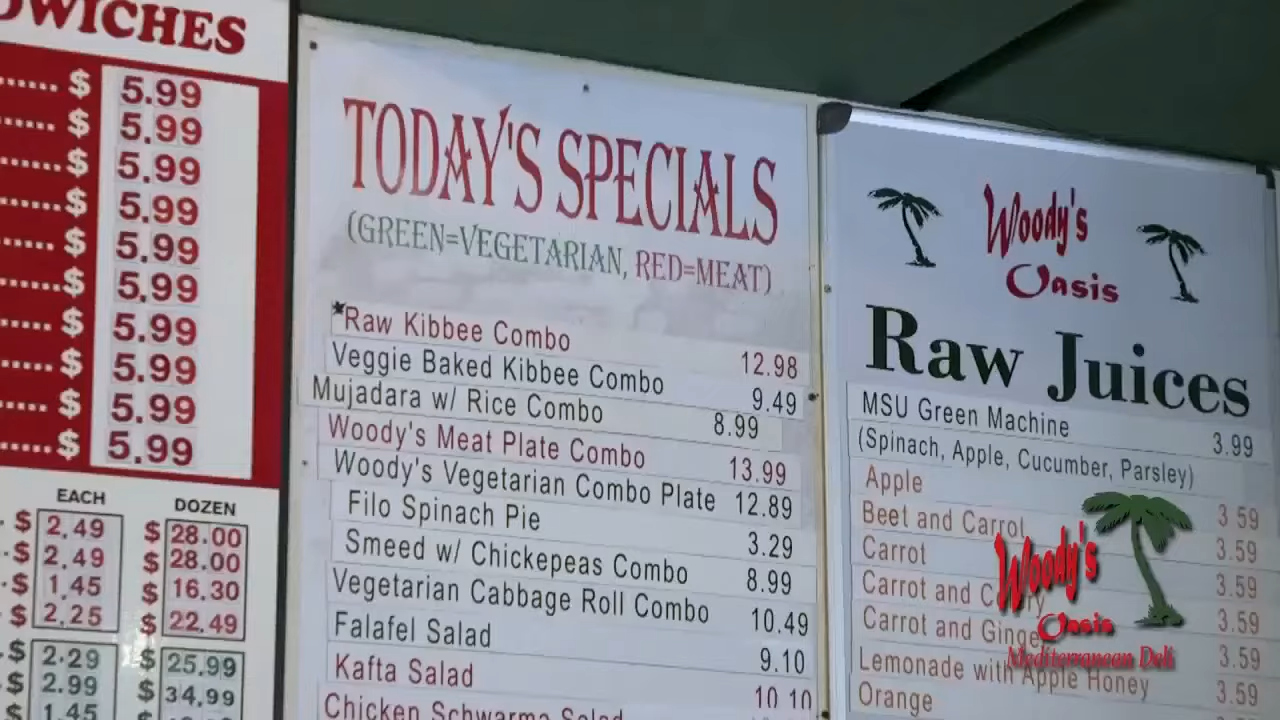 DWICHES
$ 5.99
$ 5.99
$ 5.99
$ 5.99
$ 5.99
$ 5.99
$ 5.99
$ 5.99
$ 5.99
$ 5.99
EACH DOZEN
$ 2.49 $ 28.00
$ 2.49 $ 28.00
$ 1.45 $ 16.30
$ 2.25 $ 22.49
$ 2.29 $ 25.99
$ 2.99 $ 34.99
$ 1.45
TODAY'S SPECIALS
(GREEN=VEGETARIAN, RED=MEAT)
*Raw Kibbee Combo 12.98
Veggie Baked Kibbee Combo 9.49
Mujadara w/ Rice Combo 8.99
Woody's Meat Plate Combo 13.99
Woody's Vegetarian Combo Plate 12.89
Filo Spinach Pie 3.29
Smeed w/ Chickepeas Combo 8.99
Vegetarian Cabbage Roll Combo 10.49
Falafel Salad 9.10
Kafta Salad 10.10
Chicken Schwarma Salad
Woody's
Oasis
Raw Juices
MSU Green Machine 3.99
(Spinach, Apple, Cucumber, Parsley)
Apple 3 59
Beet and Carrot 3.59
Carrot 3.59
Carrot and 3.59
Carrot and Ginge 3.59
Lemonade with Apple Honey 3.59
Orange
Woody's
Oasis
Mediterranean Deli